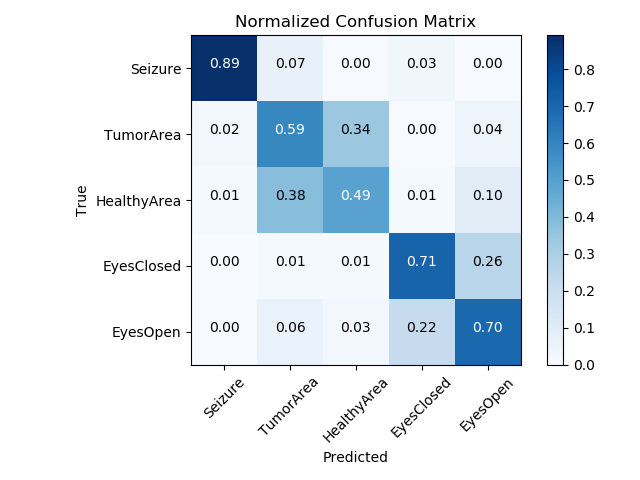 Normalized Confusion Matrix
Seizure 0.89 0.07 0.00 0.03 0.00
TumorArea 0.02 0.59 0.34 0.00 0.04
HealthyArea 0.01 0.38 0.49 0.01 0.10
EyesClosed 0.00 0.01 0.01 0.71 0.26
EyesOpen 0.00 0.06 0.03 0.22 0.70
True
Seizure TumorArea HealthyArea EyesClosed EyesOpen
Predicted
0.8
0.7
0.6
0.5
0.4
0.3
0.2
0.1
0.0